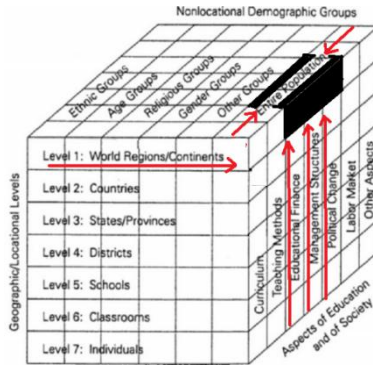 Nonlocational Demographic Groups
Ethnic Groups
Age Groups
Religious Groups
Gender Groups
Other Groups
Entire Population
Geographic/Locational Levels
Level 1: World Regions/Continents
Level 2: Countries
Level 3: States/Provinces
Level 4: Districts
Level 5: Schools
Level 6: Classrooms
Level 7: Individuals
Curriculum
Teaching Methods
Educational Finance
Management Structures
Political Change
Labor Market
Other Aspects
Aspects of Education
and of Society